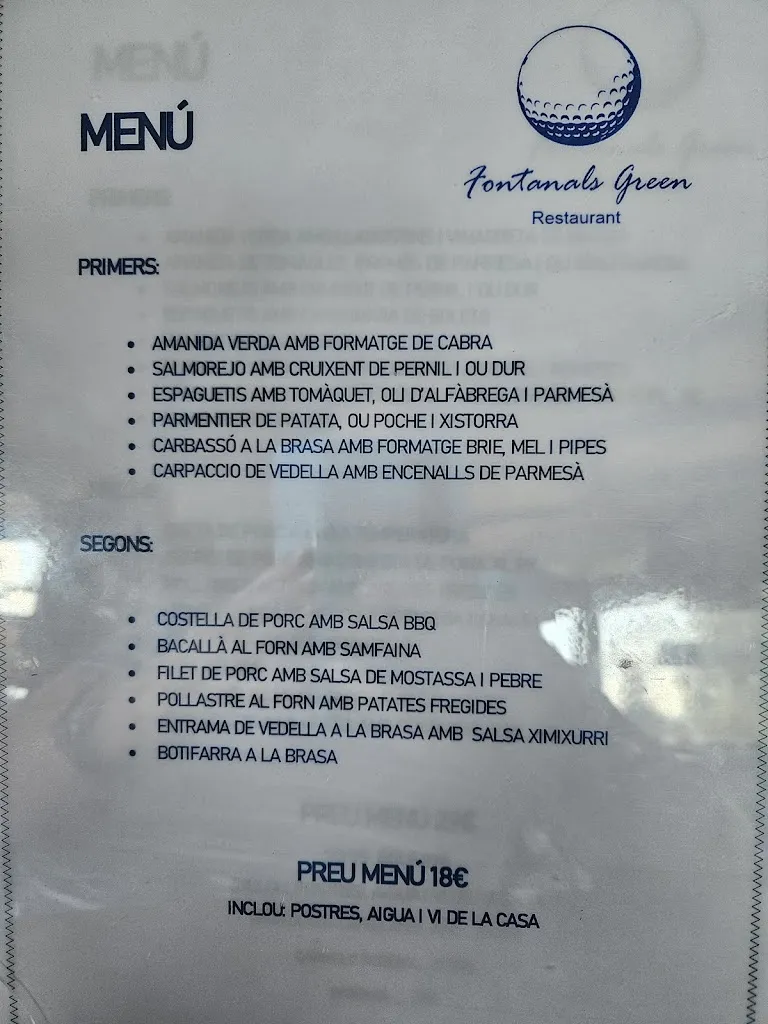 MENÚ
Fontanals Green
Restaurant
PRIMERS:
• AMANIDA VERDA AMB FORMATGE DE CABRA
• SALMOREJO AMB CRUIXENT DE PERNIL I OU DUR
• ESPAGUETIS AMB TOMÀQUET, OLI D'ALFÀBREGA I PARMESÀ
• PARMENTIER DE PATATA, OU POCHE I XISTORRA
• CARBASSÓ A LA BRASA AMB FORMATGE BRIE, MEL I PIPES
• CARPACCIO DE VEDELLA AMB ENCENALLS DE PARMESÀ
SEGONS:
• COSTELLA DE PORC AMB SALSA BBQ
• BACALLÀ AL FORN AMB SAMFAINA
• FILET DE PORC AMB SALSA DE MOSTASSA I PEBRE
• POLLASTRE AL FORN AMB PATATES FREGIDES
• ENTRAMA DE VEDELLA A LA BRASA AMB SALSA XIMIXURRI
• BOTIFARRA A LA BRASA
PREU MENÚ 18€
INCLOU: POSTRES, AIGUA I VI DE LA CASA